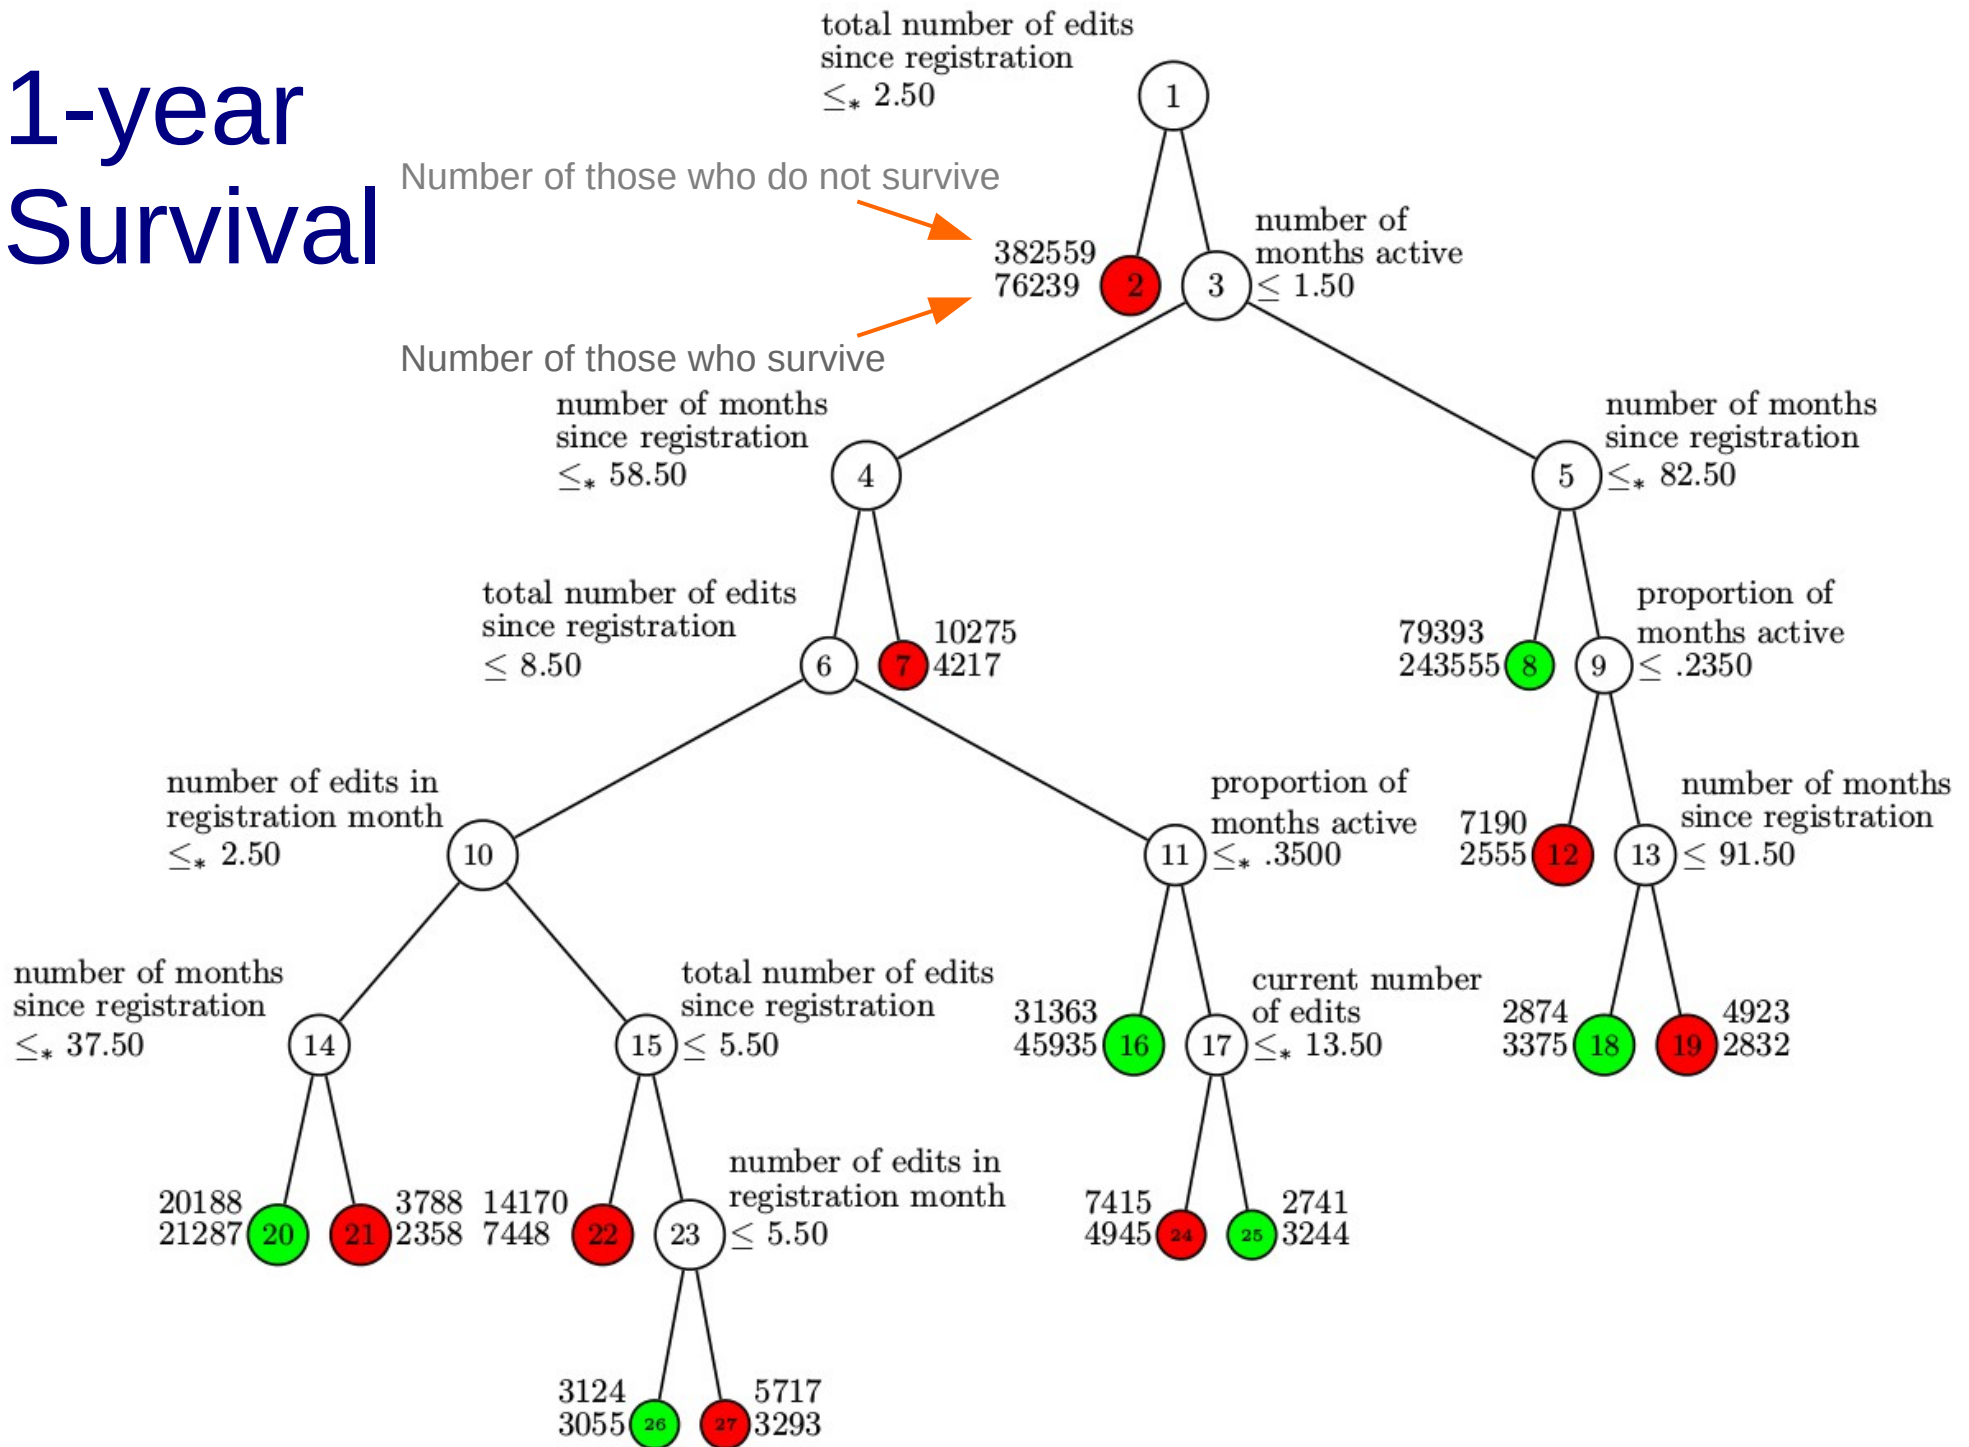 1-year
Survival
total number of edits
since registration
≤* 2.50
1
Number of those who do not survive
Number of those who survive
382559
76239
2
3
number of
months active
≤ 1.50
number of months
since registration
≤* 58.50
4
number of months
since registration
≤* 82.50
5
total number of edits
since registration
≤ 8.50
6
7
10275
4217
79393
243555
8
9
proportion of
months active
≤ .2350
number of edits in
registration month
≤* 2.50
10
11
proportion of
months active
≤* .3500
7190
2555
12
13
number of months
since registration
≤ 91.50
number of months
since registration
≤* 37.50
14
15
total number of edits
since registration
≤ 5.50
31363
45935
16
17
current number
of edits
≤* 13.50
2874
3375
18
19
4923
2832
20188
21287
20
21
3788
2358
14170
7448
22
23
number of edits in
registration month
≤ 5.50
7415
4945
24
25
2741
3244
3124
3055
26
27
5717
3293